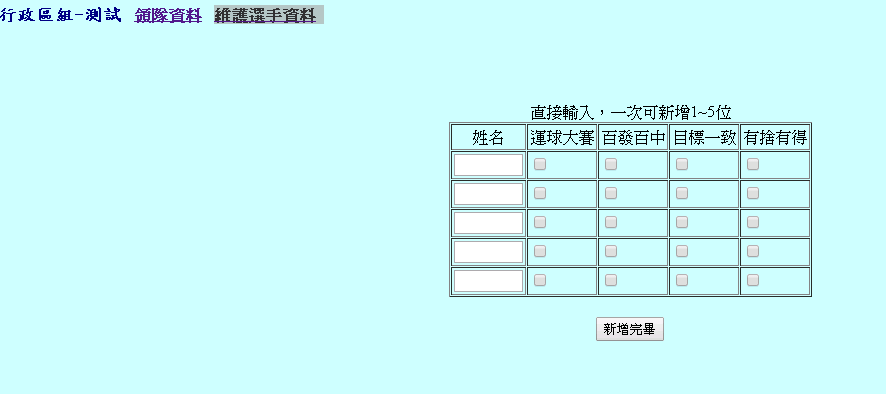 行政區組-測試 領隊資料 維護選手資料
直接輸入，一次可新增1~5位
姓名 運球大賽 百發百中 目標一致 有捨有得
新增完畢